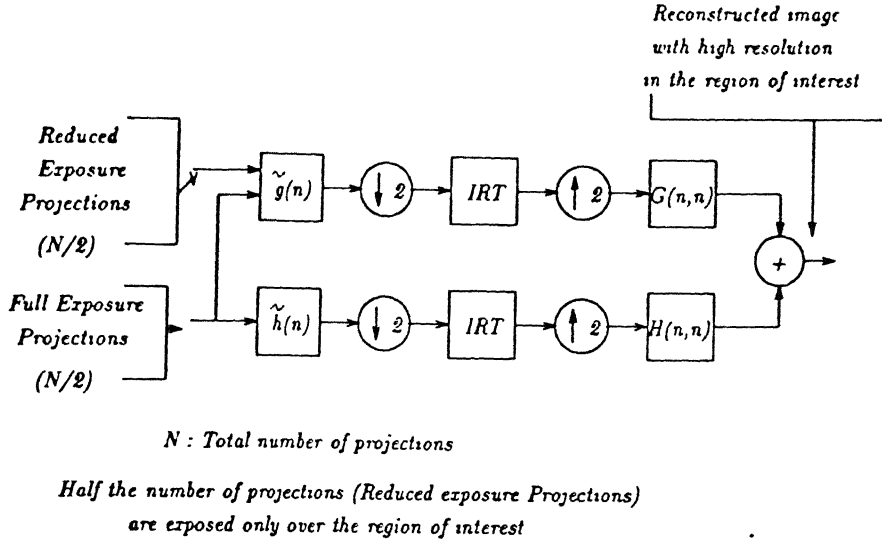 Reconstructed image
with high resolution
in the region of interest
Reduced
Exposure
Projections
(N/2)
~
g(n)
↓ 2
IRT
↑ 2
G(n,n)
+
Full Exposure
Projections
(N/2)
~
h(n)
↓ 2
IRT
↑ 2
H(n,n)
N : Total number of projections
Half the number of projections (Reduced exposure Projections)
are exposed only over the region of interest